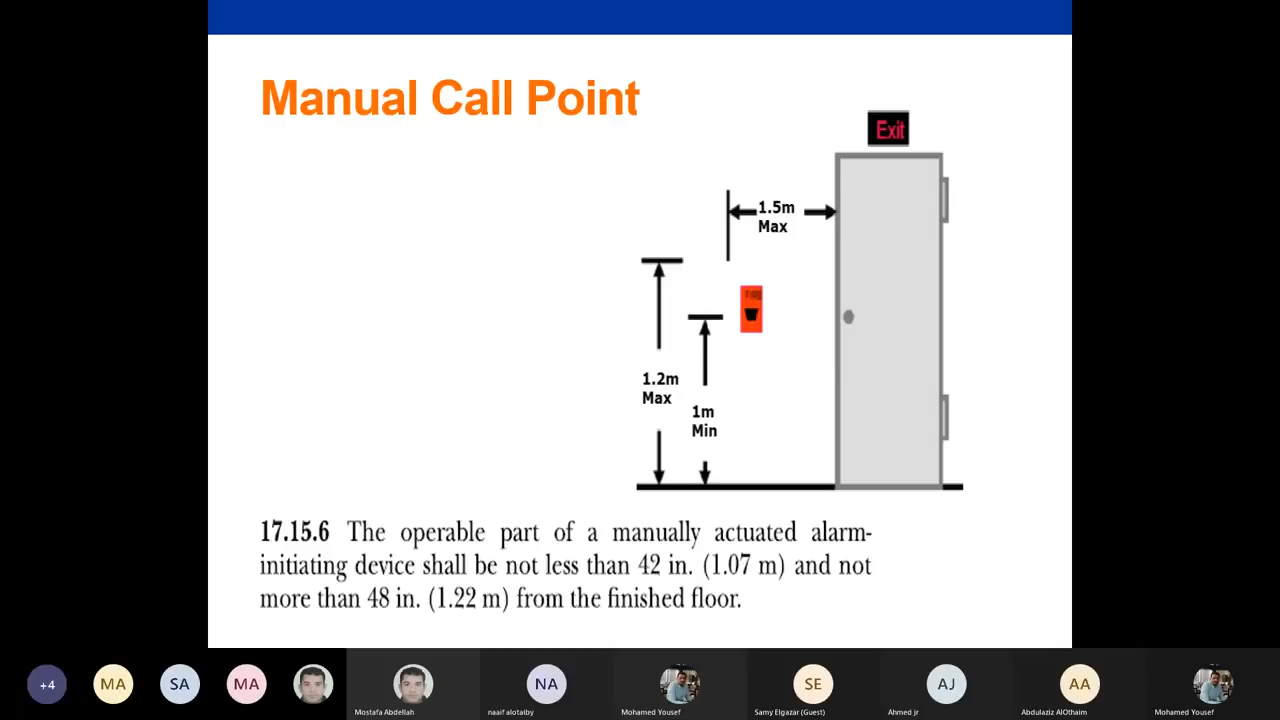 Manual Call Point
Exit
1.5m
Max
1.2m
Max
1m
Min
17.15.6 The operable part of a manually actuated alarm-
initiating device shall be not less than 42 in. (1.07 m) and not
more than 48 in. (1.22 m) from the finished floor.
+4
MA
SA
MA
NA
SE
AJ
AA
Mostafa Abdellah
naaif alotaiby
Mohamed Yousef
Samy Elgazar (Guest)
Ahmed jr
Abdulaziz AlOthaim
Mohamed Yousef